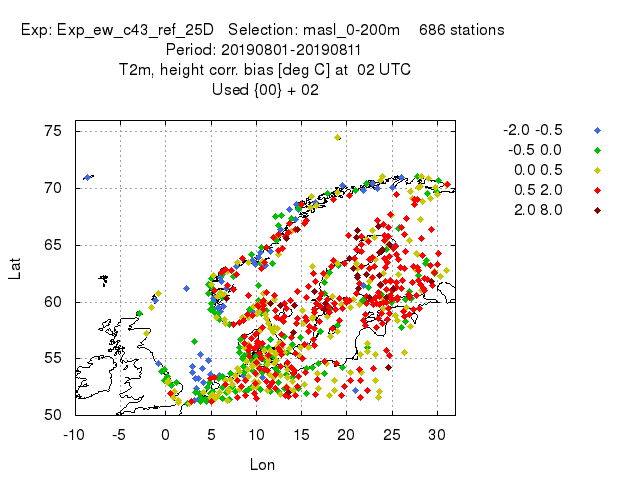 Exp: Exp_ew_c43_ref_25D   Selection: masl_0-200m    686 stations
Period: 20190801-20190811
T2m, height corr. bias [deg C] at  02 UTC
Used {00} + 02
-2.0 -0.5
-0.5 0.0
0.0 0.5
0.5 2.0
2.0 8.0
75
70
65
60
55
50
Lat
-10 -5 0 5 10 15 20 25 30
Lon